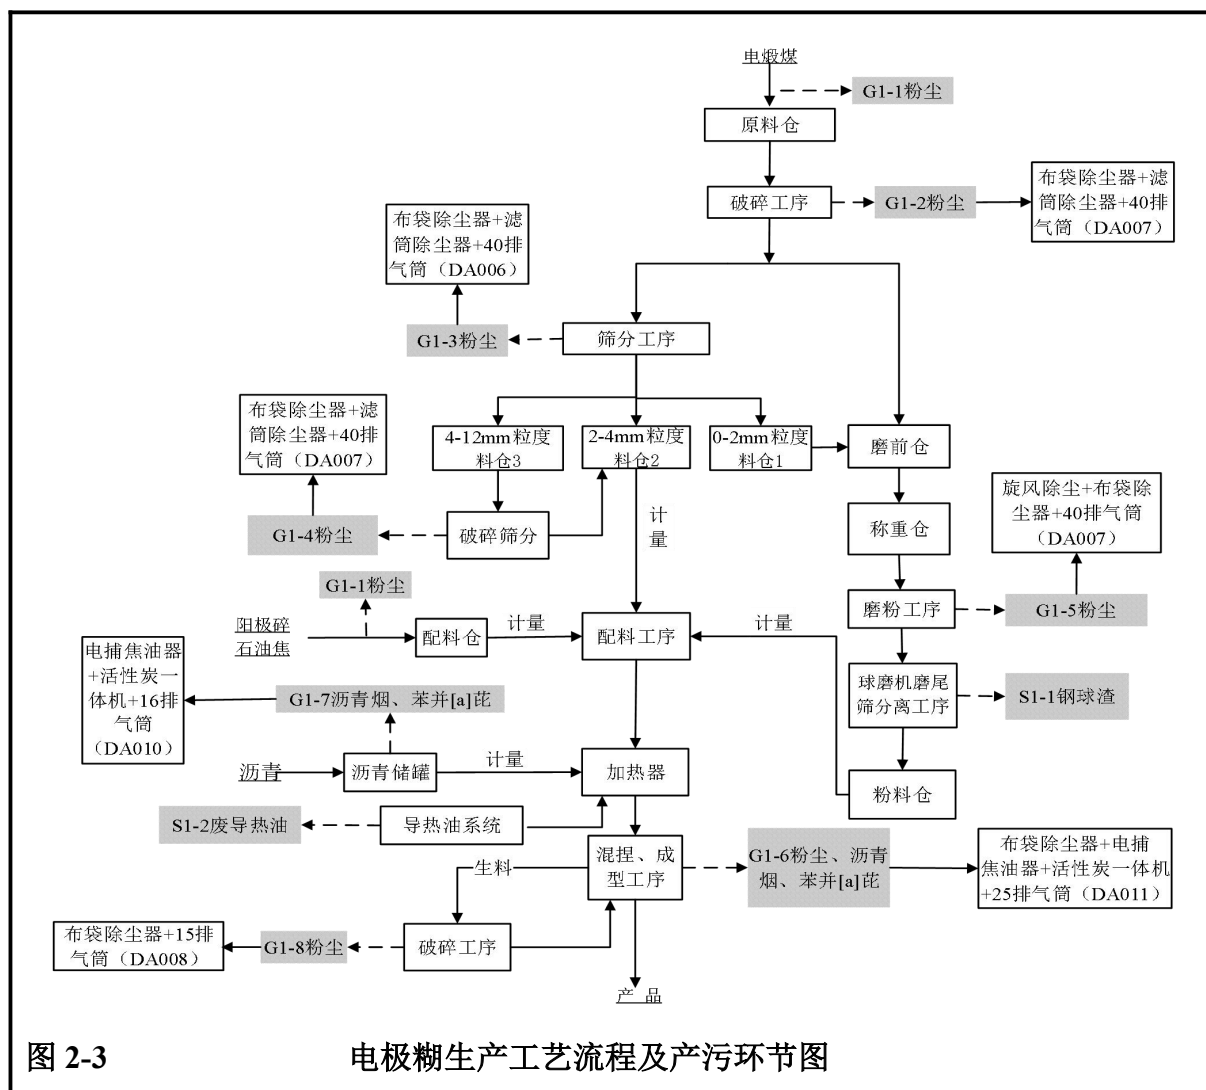 电煅煤
G1-1粉尘
原料仓
破碎工序
G1-2粉尘
布袋除尘器+滤
筒除尘器+40排
气筒（DA007）
布袋除尘器+滤
筒除尘器+40排
气筒（DA006）
G1-3粉尘
筛分工序
布袋除尘器+滤
筒除尘器+40排
气筒（DA007）
4-12mm粒度
料仓3
2-4mm粒度
料仓2
0-2mm粒度
料仓1
磨前仓
G1-4粉尘
破碎筛分
计
量
称重仓
旋风除尘+布袋除
尘器+40排气筒
（DA007）
G1-1粉尘
磨粉工序
G1-5粉尘
阳极碎
石油焦
配料仓
计量
配料工序
计量
电捕焦油器
+活性炭一
体机+16排
气筒
（DA010）
G1-7沥青烟、苯并[a]芘
球磨机磨尾
筛分离工序
S1-1钢球渣
沥青
沥青储罐
计量
加热器
粉料仓
S1-2废导热油
导热油系统
生料
混捏、成
型工序
G1-6粉尘、沥青
烟、苯并[a]芘
布袋除尘器+电捕
焦油器+活性炭一体机
+25排气筒（DA011）
布袋除尘器+15排
气筒（DA008）
G1-8粉尘
破碎工序
产 品
图 2-3 电极糊生产工艺流程及产污环节图